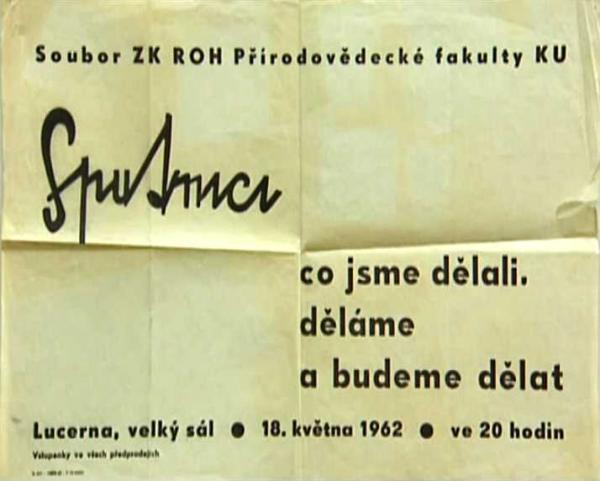 Soubor ZK ROH Přírodovědecké fakulty KU
Sputnici
co jsme dělali.
děláme
a budeme dělat
Lucerna, velký sál ● 18. května 1962 ● ve 20 hodin
Vstupenky ve všech předprodejích